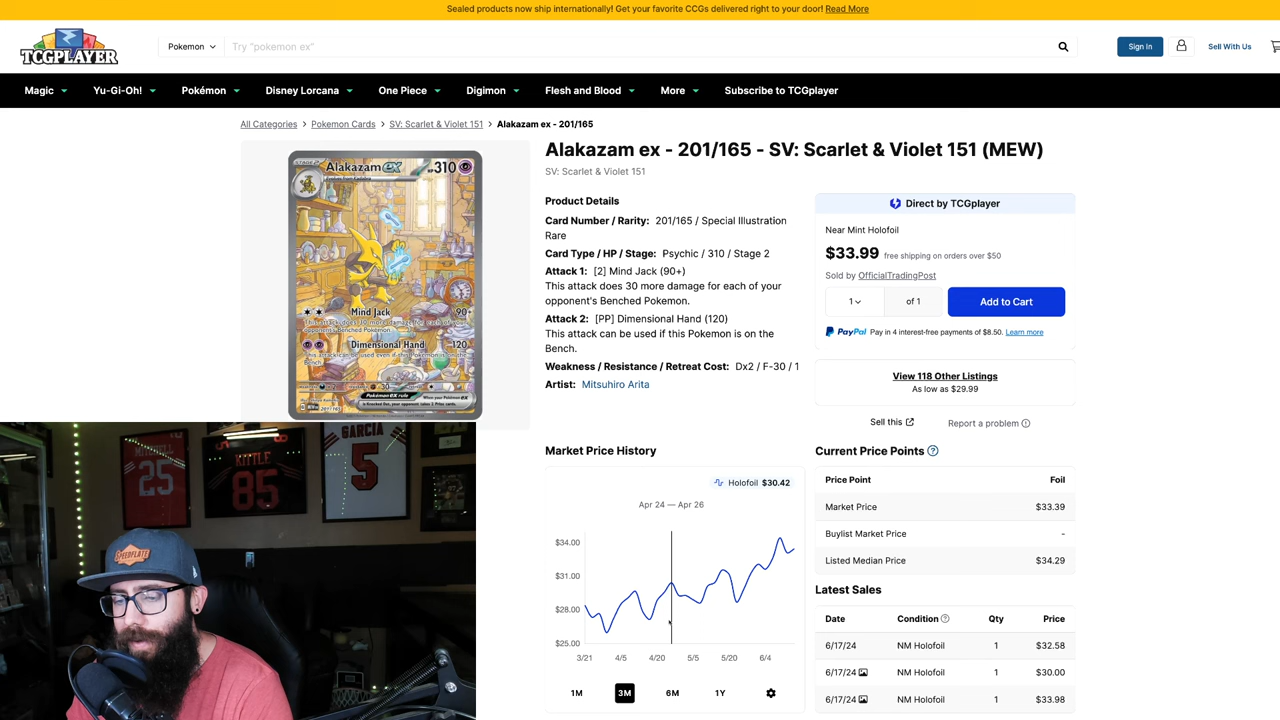 Sealed products now ship internationally! Get your favorite CCGs delivered right to your door! Read More
TCGPLAYER
Pokemon
Try "pokemon ex"
Sign In
Sell With Us
Magic
Yu-Gi-Oh!
Pokémon
Disney Lorcana
One Piece
Digimon
Flesh and Blood
More
Subscribe to TCGplayer
All Categories > Pokemon Cards > SV: Scarlet & Violet 151 > Alakazam ex - 201/165
Alakazam ex 310
Mind Jack 90+
Dimensional Hand 120
Pokémon ex rule
Alakazam ex - 201/165 - SV: Scarlet & Violet 151 (MEW)
SV: Scarlet & Violet 151
Product Details
Card Number / Rarity: 201/165 / Special Illustration
Rare
Card Type / HP / Stage: Psychic / 310 / Stage 2
Attack 1: [2] Mind Jack (90+)
This attack does 30 more damage for each of your
opponent's Benched Pokemon.
Attack 2: [PP] Dimensional Hand (120)
This attack can be used if this Pokemon is on the
Bench.
Weakness / Resistance / Retreat Cost: Dx2 / F-30 / 1
Artist: Mitsuhiro Arita
Direct by TCGplayer
Near Mint Holofoil
$33.99 free shipping on orders over $50
Sold by OfficialTradingPost
1 of 1
Add to Cart
PayPal Pay in 4 interest-free payments of $8.50. Learn more
View 118 Other Listings
As low as $29.99
Sell this
Report a problem
Market Price History
Holofoil $30.42
Apr 24 — Apr 26
$34.00
$31.00
$28.00
$25.00
3/21 4/5 4/20 5/5 5/20 6/4
1M 3M 6M 1Y
Current Price Points
Price Point Foil
Market Price $33.39
Buylist Market Price -
Listed Median Price $34.29
Latest Sales
Date Condition Qty Price
6/17/24 NM Holofoil 1 $32.58
6/17/24 NM Holofoil 1 $30.00
6/17/24 NM Holofoil 1 $33.98
MITCHELL
25
KITTLE
85
GARCIA
5